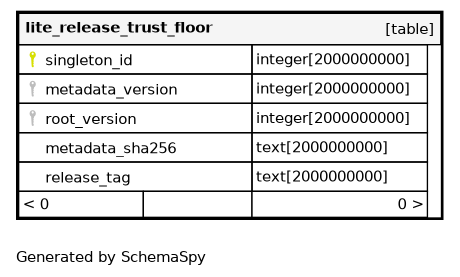 lite_release_trust_floor [table]
singleton_id integer[2000000000]
metadata_version integer[2000000000]
root_version integer[2000000000]
metadata_sha256 text[2000000000]
release_tag text[2000000000]
< 0 0 >
Generated by SchemaSpy